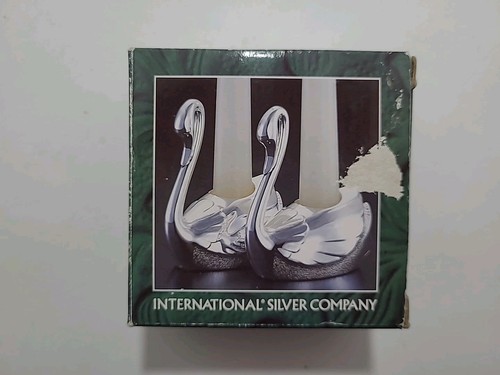 INTERNATIONAL® SILVER COMPANY